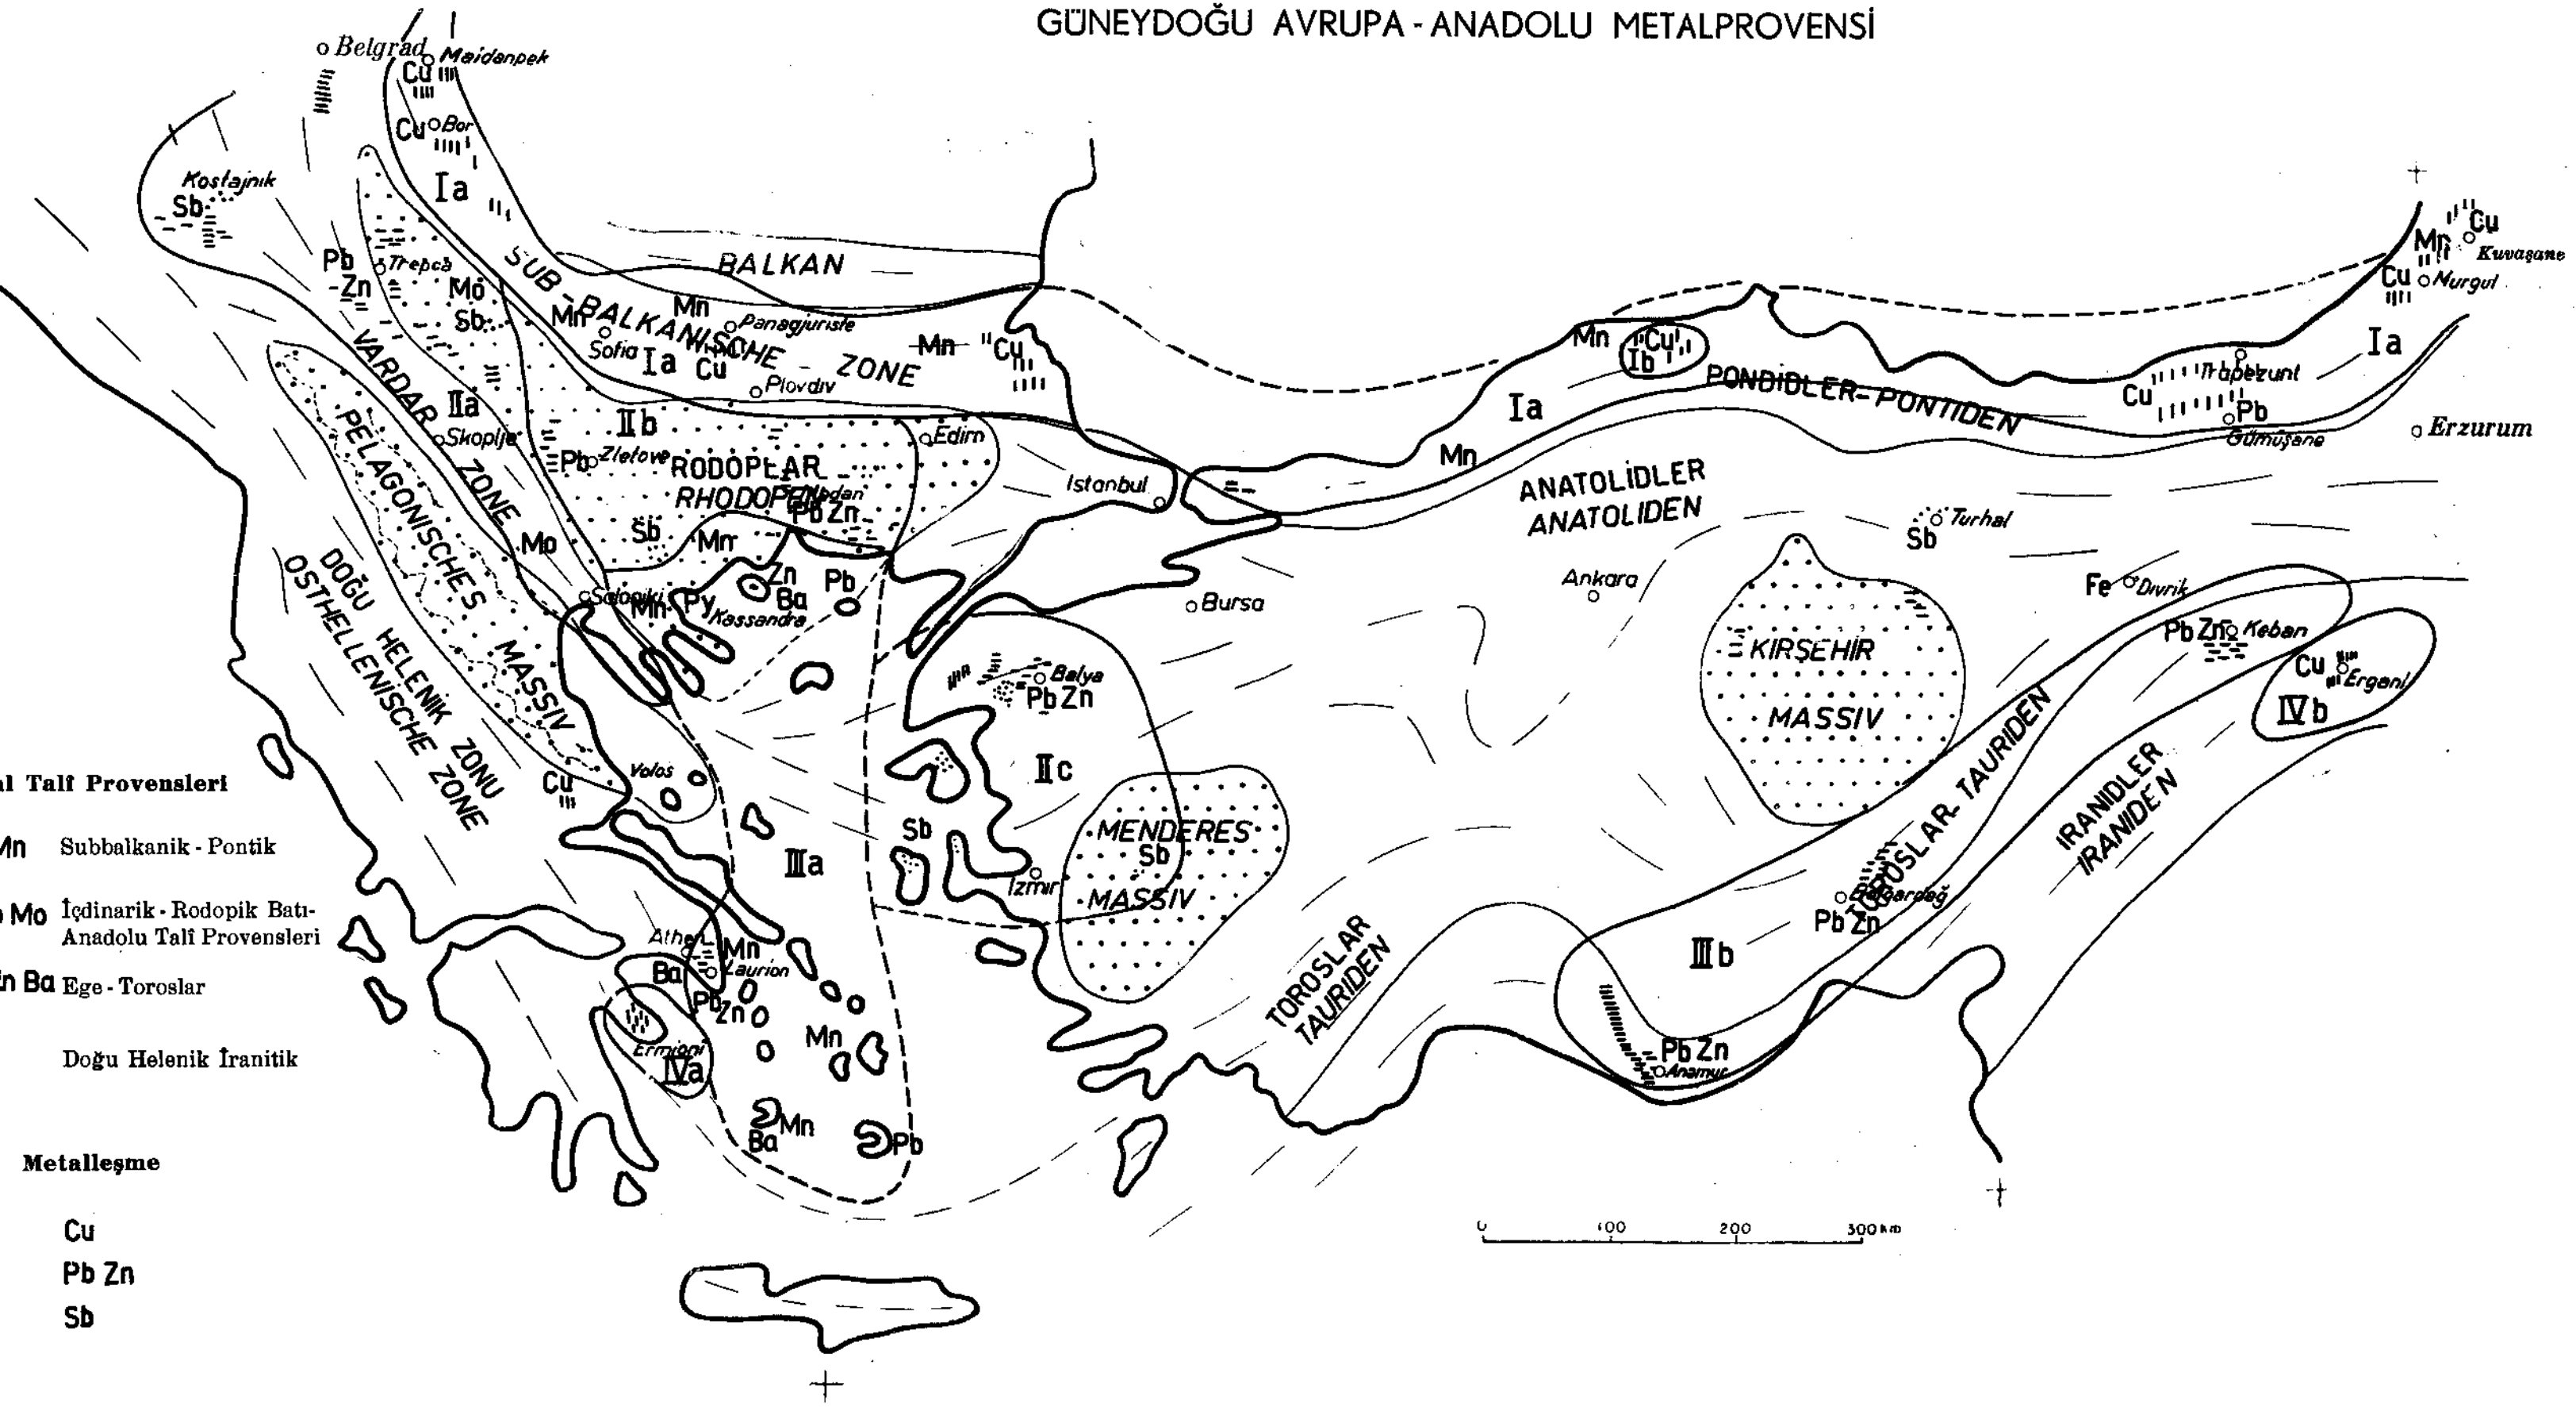 GÜNEYDOĞU AVRUPA - ANADOLU METALPROVENSİ
Belgrad
Maidanpek
Cu
Cu
Bor
Ia
Kostajnik
Sb
Pb
Zn
Trepca
Mo
Sb
SUB - BALKANISCHE - ZONE
BALKAN
Mn
Mn
Panagjuriste
Sofia
Ia
Cu
Plovdiv
Mn
Cu
VARDAR ZONE
IIa
Skoplje
IIb
Pb
Zletove
RODOPLAR
RHODOPEN
Pb Zn
Edirn
Istanbul
PELAGONISCHES MASSIV
Mo
Sb
Mn
Zn
Ba
Pb
Mn
Py
Kassandra
DOĞU HELENIK ZONU
OSTHELLENISCHE ZONE
Cu
Volos
Mn
Cu
Ib
Ia
Mn
PONDIDLER-PONTIDEN
Cu
Mn
Kuvaşane
Cu
Murgul
Ia
Trapezunt
Cu
Pb
Gümüşane
Erzurum
ANATOLİDLER
ANATOLIDEN
Turhal
Sb
Ankara
Bursa
Fe
Divrik
Pb Zn
Keban
Cu
Ergani
IVb
KIRŞEHİR
MASSIV
Balya
Pb Zn
IIc
Sb
Izmir
MENDERES
Sb
MASSIV
IIIa
TOROSLAR-TAURIDEN
IRANIDLER
IRANIDEN
Pb Zn
IIIb
TOROSLAR
TAURIDEN
Pb Zn
Anamur
Mn
Ba
Laurion
Pb
Zn
Mn
Ermioni
IVa
Mn
Ba
Pb
Talî Provensleri
Mn Subbalkanik - Pontik
Mo İçdinarik - Rodopik Batı-
Anadolu Talî Provensleri
Ba Ege - Toroslar
Doğu Helenik İranitik
Metalleşme
Cu
Pb Zn
Sb
0 100 200 300 km